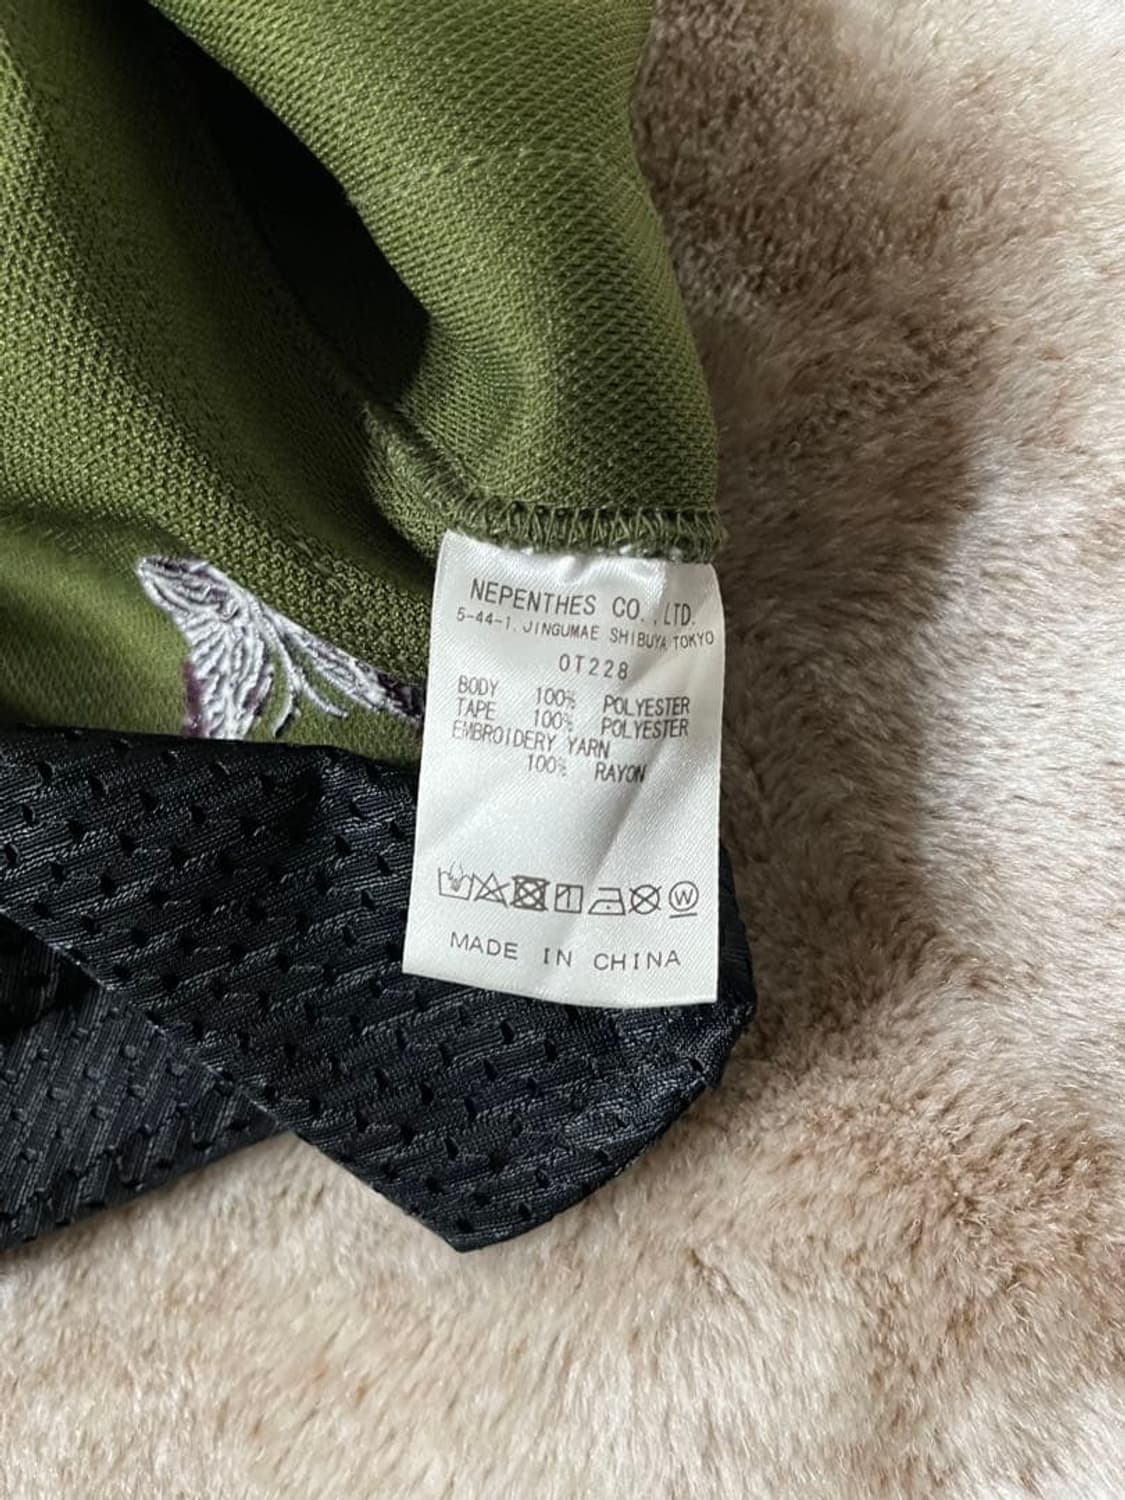 NEPENTHES CO.,LTD.
5-44-1, JINGUMAE SHIBUYA TOKYO
OT228
BODY 100% POLYESTER
TAPE 100% POLYESTER
EMBROIDERY YARN
100% RAYON
W
MADE IN CHINA